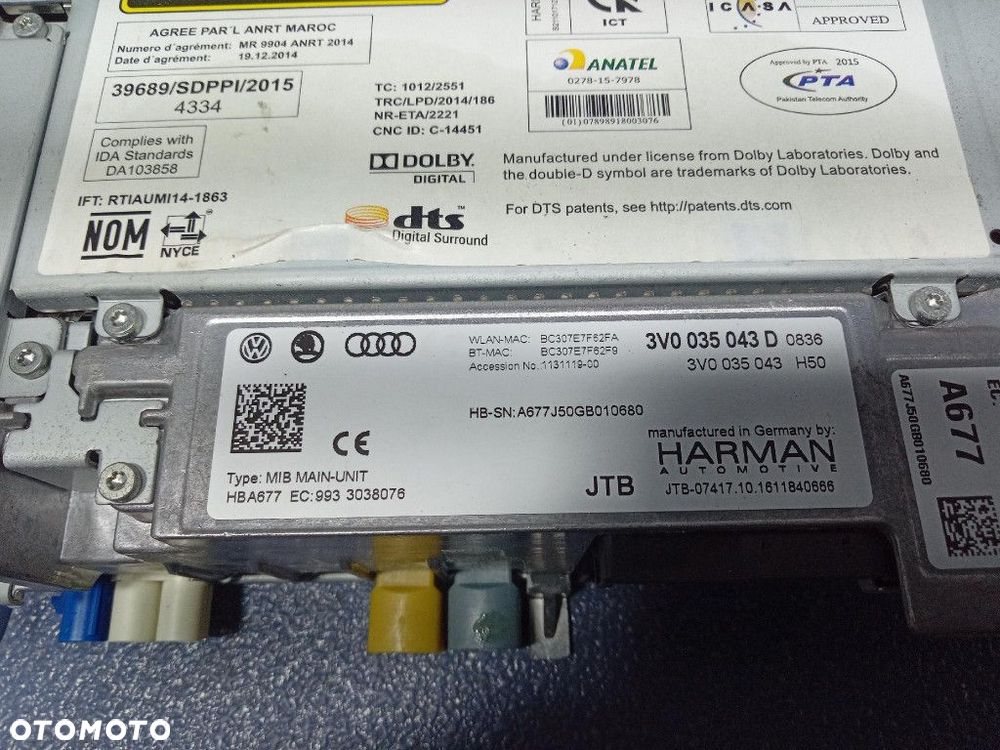 AGREE PAR'L ANRT MAROC
Numero d'agrément: MR 9904 ANRT 2014
Date d'agrément: 19.12.2014
39689/SDPPI/2015
4334
Complies with
IDA Standards
DA103858
IFT: RTIAUMI14-1863
NOM
NYCE
TC: 1012/2551
TRC/LPD/2014/186
NR-ETA/2221
CNC ID: C-14451
DOLBY
DIGITAL
dts
Digital Surround
ICT
ICASA
APPROVED
ANATEL
0278-15-7978
(01)07898918003076
Approved by PTA 2015
PTA
Pakistan Telecom Authority
Manufactured under license from Dolby Laboratories. Dolby and
the double-D symbol are trademarks of Dolby Laboratories.
For DTS patents, see http://patents.dts.com
WLAN-MAC: BC307E7F62FA
BT-MAC: BC307E7F62F9
Accession No.:1131119-00
3V0 035 043 D 0836
3V0 035 043 H50
HB-SN:A677J50GB010680
CE
manufactured in Germany by:
HARMAN
AUTOMOTIVE
Type: MIB MAIN-UNIT
HBA677 EC:993 3038076
JTB
JTB-07417.10.1611840666
A677
A677J50GB010680
OTOMOTO